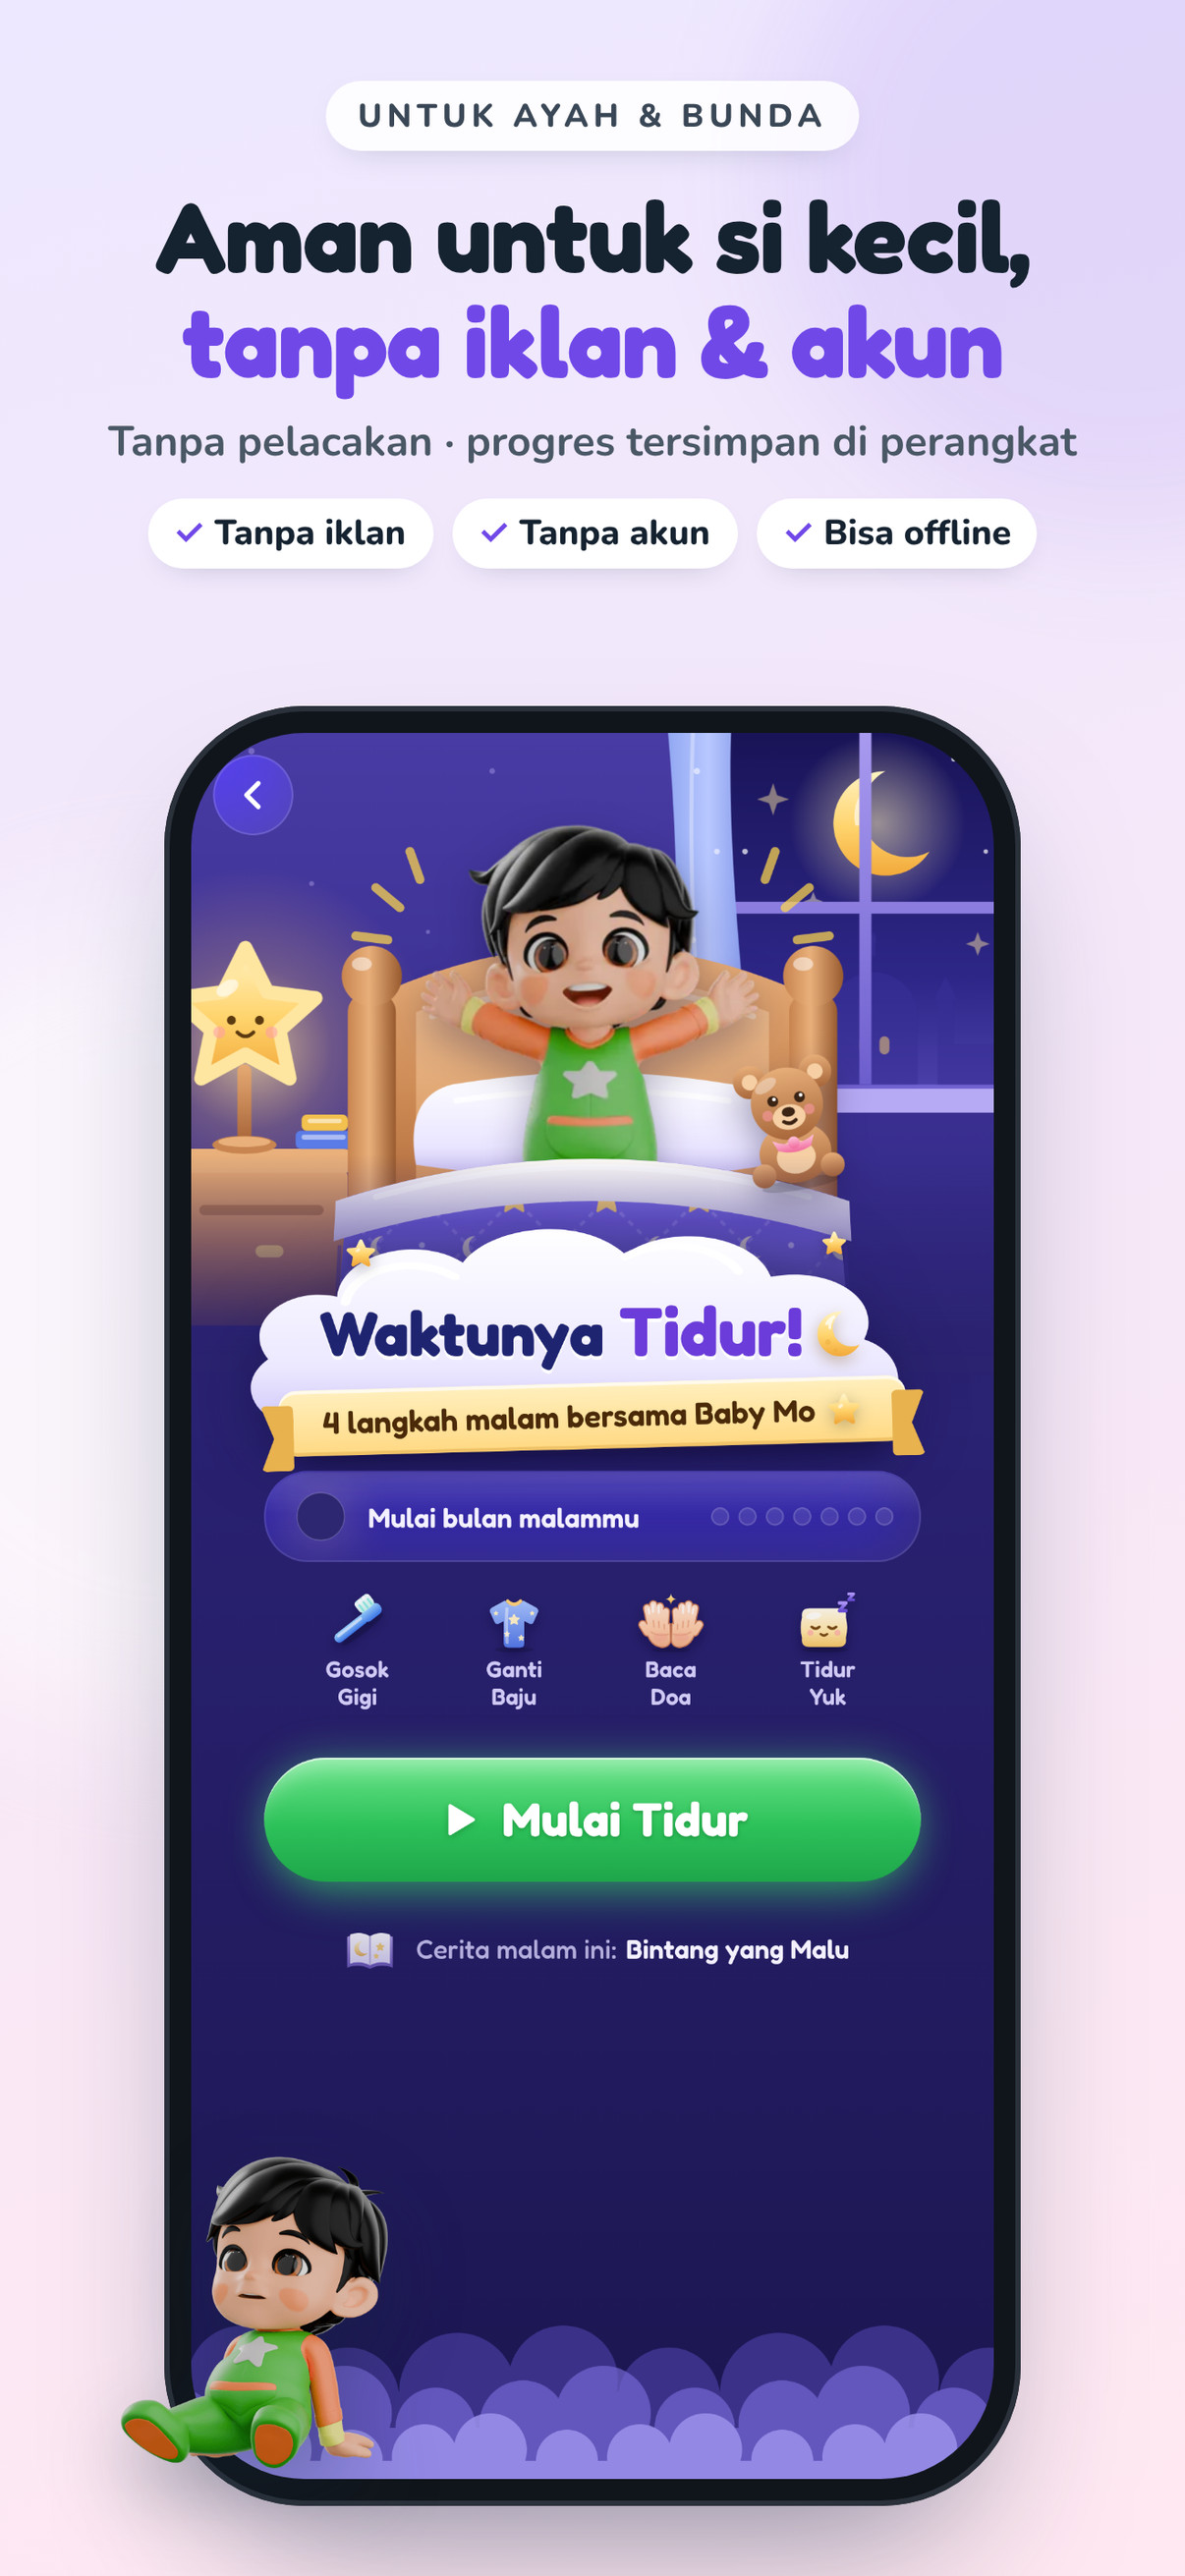 UNTUK AYAH & BUNDA
Aman untuk si kecil,
tanpa iklan & akun
Tanpa pelacakan · progres tersimpan di perangkat
✓ Tanpa iklan ✓ Tanpa akun ✓ Bisa offline
Waktunya Tidur!
4 langkah malam bersama Baby Mo
Mulai bulan malammu
Gosok Gigi
Ganti Baju
Baca Doa
Tidur Yuk
Mulai Tidur
Cerita malam ini: Bintang yang Malu